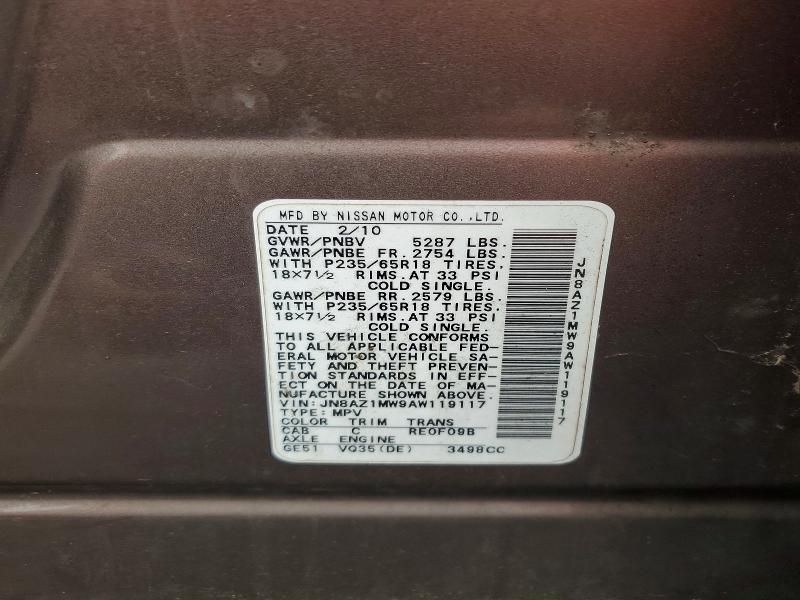 MFD BY NISSAN MOTOR CO.,LTD.
DATE 2/10
GVWR/PNBV 5287 LBS.
GAWR/PNBE FR. 2754 LBS.
WITH P235/65R18 TIRES,
18×7½ RIMS.AT 33 PSI
COLD SINGLE.
GAWR/PNBE RR. 2579 LBS.
WITH P235/65R18 TIRES,
18×7½ RIMS.AT 33 PSI
COLD SINGLE.
THIS VEHICLE CONFORMS
TO ALL APPLICABLE FED-
ERAL MOTOR VEHICLE SA-
FETY AND THEFT PREVEN-
TION STANDARDS IN EFF-
ECT ON THE DATE OF MA-
NUFACTURE SHOWN ABOVE.
VIN: JN8AZ1MW9AW119117
TYPE: MPV
COLOR TRIM TRANS
CAB C RE0F09B
AXLE ENGINE
GE51 VQ35(DE) 3498CC
JN8AZ1MW9AW119117